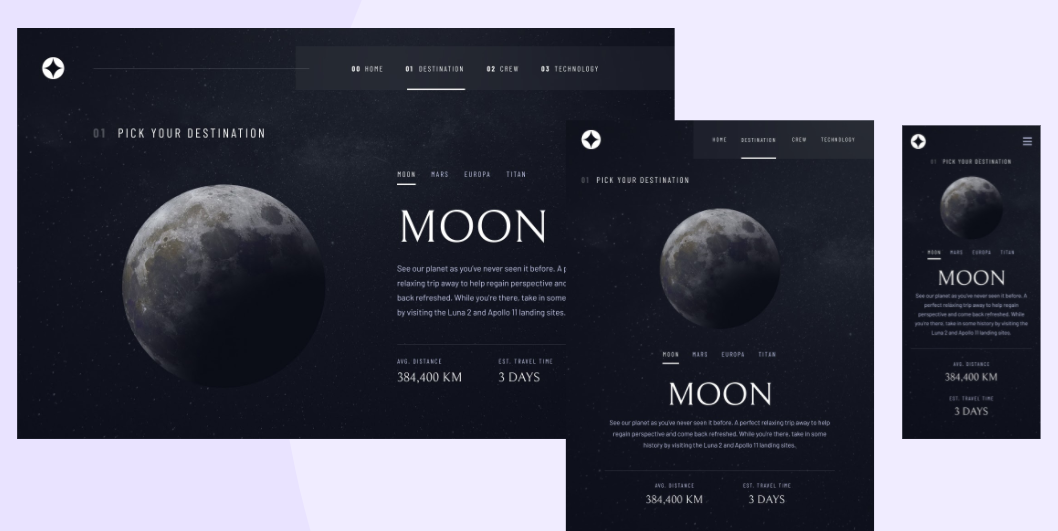 00 HOME 01 DESTINATION 02 CREW 03 TECHNOLOGY
01 PICK YOUR DESTINATION
MOON MARS EUROPA TITAN
MOON
See our planet as you've never seen it before. A p
relaxing trip away to help regain perspective and
back refreshed. While you're there, take in some
by visiting the Luna 2 and Apollo 11 landing sites.
AVG. DISTANCE EST. TRAVEL TIME
384,400 KM 3 DAYS
HOME DESTINATION CREW TECHNOLOGY
01 PICK YOUR DESTINATION
MOON MARS EUROPA TITAN
MOON
See our planet as you've never seen it before. A perfect relaxing trip away to help
regain perspective and come back refreshed. While you're there, take in some
history by visiting the Luna 2 and Apollo 11 landing sites.
AVG. DISTANCE EST. TRAVEL TIME
384,400 KM 3 DAYS
01 PICK YOUR DESTINATION
MOON MARS EUROPA TITAN
MOON
See our planet as you've never seen it before. A
perfect relaxing trip away to help regain
perspective and come back refreshed. While
you're there, take in some history by visiting the
Luna 2 and Apollo 11 landing sites.
AVG. DISTANCE
384,400 KM
EST. TRAVEL TIME
3 DAYS